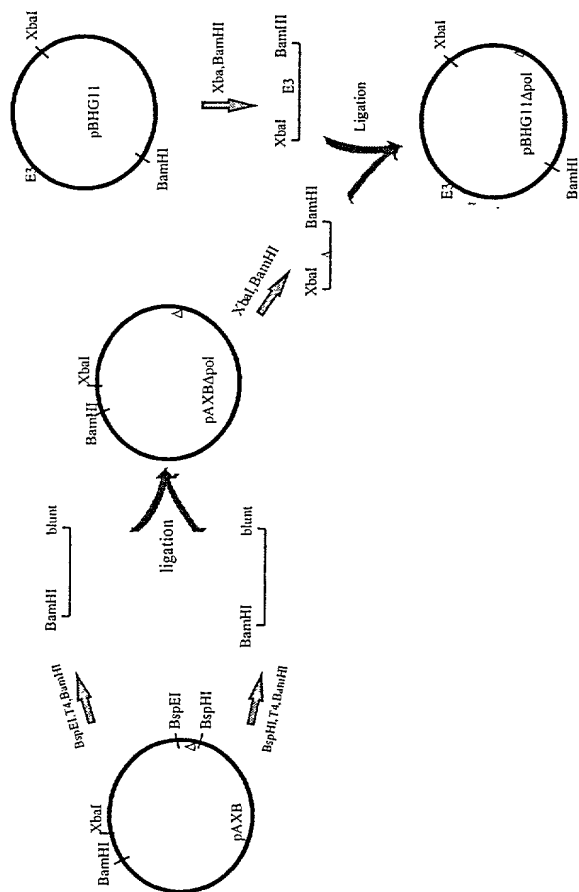 BamHI
XbaI
pAXB
BspEI
Δ
BspHI
BspEI,T4,BamHI
BamHI
blunt
BspHI,T4,BamHI
BamHI
blunt
ligation
BamHI
XbaI
Δ
pAXBΔpol
XbaI,BamHI
XbaI
Δ
BamHI
E3
XbaI
pBHG11
BamHI
Xba,BamHI
XbaI
E3
BamHI
Ligation
XbaI
E3
Δ
pBHG11Δpol
BamHI